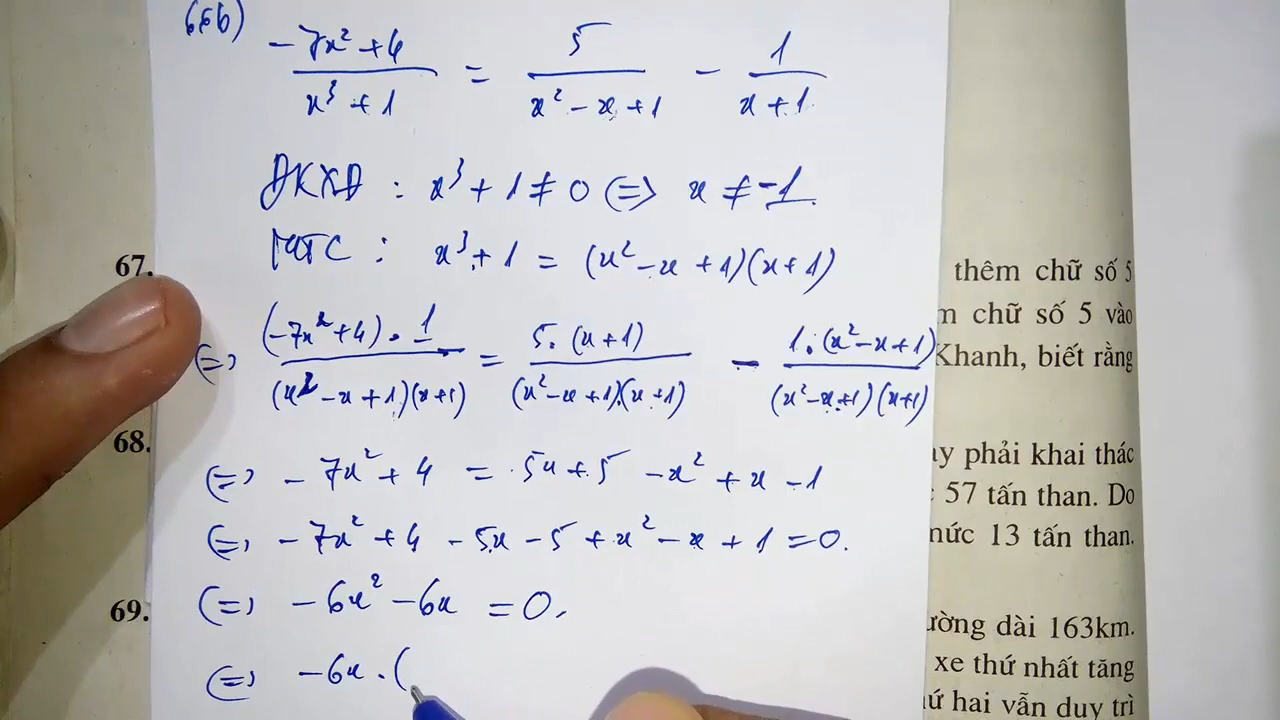 66b)
-7x² + 4 / x³ + 1 = 5 / x² - x + 1 - 1 / x + 1
ĐKXĐ : x³ + 1 ≠ 0 (=) x ≠ -1.
MTC : x³ + 1 = (x² - x + 1)(x + 1)
(=) (-7x² + 4) . 1 / (x² - x + 1)(x+1) = 5 . (x + 1) / (x² - x + 1).(x + 1) - 1 . (x² - x + 1) / (x² - x + 1)(x+1)
(=) -7x² + 4 = 5x + 5 - x² + x - 1
(=) -7x² + 4 - 5x - 5 + x² - x + 1 = 0.
(=) -6x² - 6x = 0.
(=) -6x . (
67.
68.
69.
thêm chữ số 5
chữ số 5 vào
Khanh, biết rằng
phải khai thác
57 tấn than. Do
mức 13 tấn than.
dài 163km.
xe thứ nhất tăng
hai vẫn duy trì